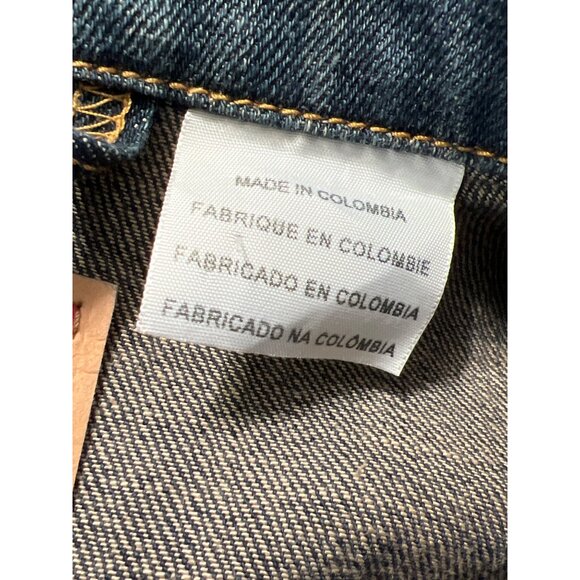 MADE IN COLOMBIA
FABRIQUE EN COLOMBIE
FABRICADO EN COLOMBIA
FABRICADO NA COLÔMBIA